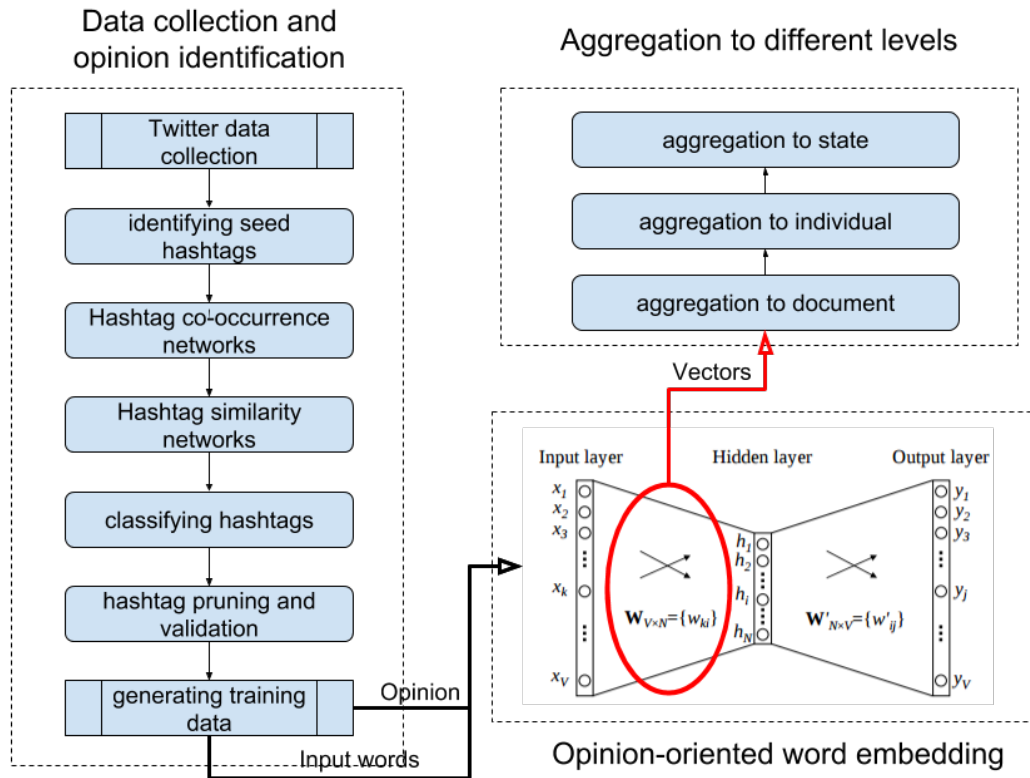 Data collection and
opinion identification
Twitter data
collection
identifying seed
hashtags
Hashtag co-occurrence
networks
Hashtag similarity
networks
classifying hashtags
hashtag pruning and
validation
generating training
data
Opinion
Input words
Aggregation to different levels
aggregation to state
aggregation to individual
aggregation to document
Vectors
Input layer
Hidden layer
Output layer
x1
x2
x3
xk
xV
h1
h2
hi
hN
y1
y2
y3
yj
yV
WV×N={wki}
W'N×V={w'ij}
Opinion-oriented word embedding